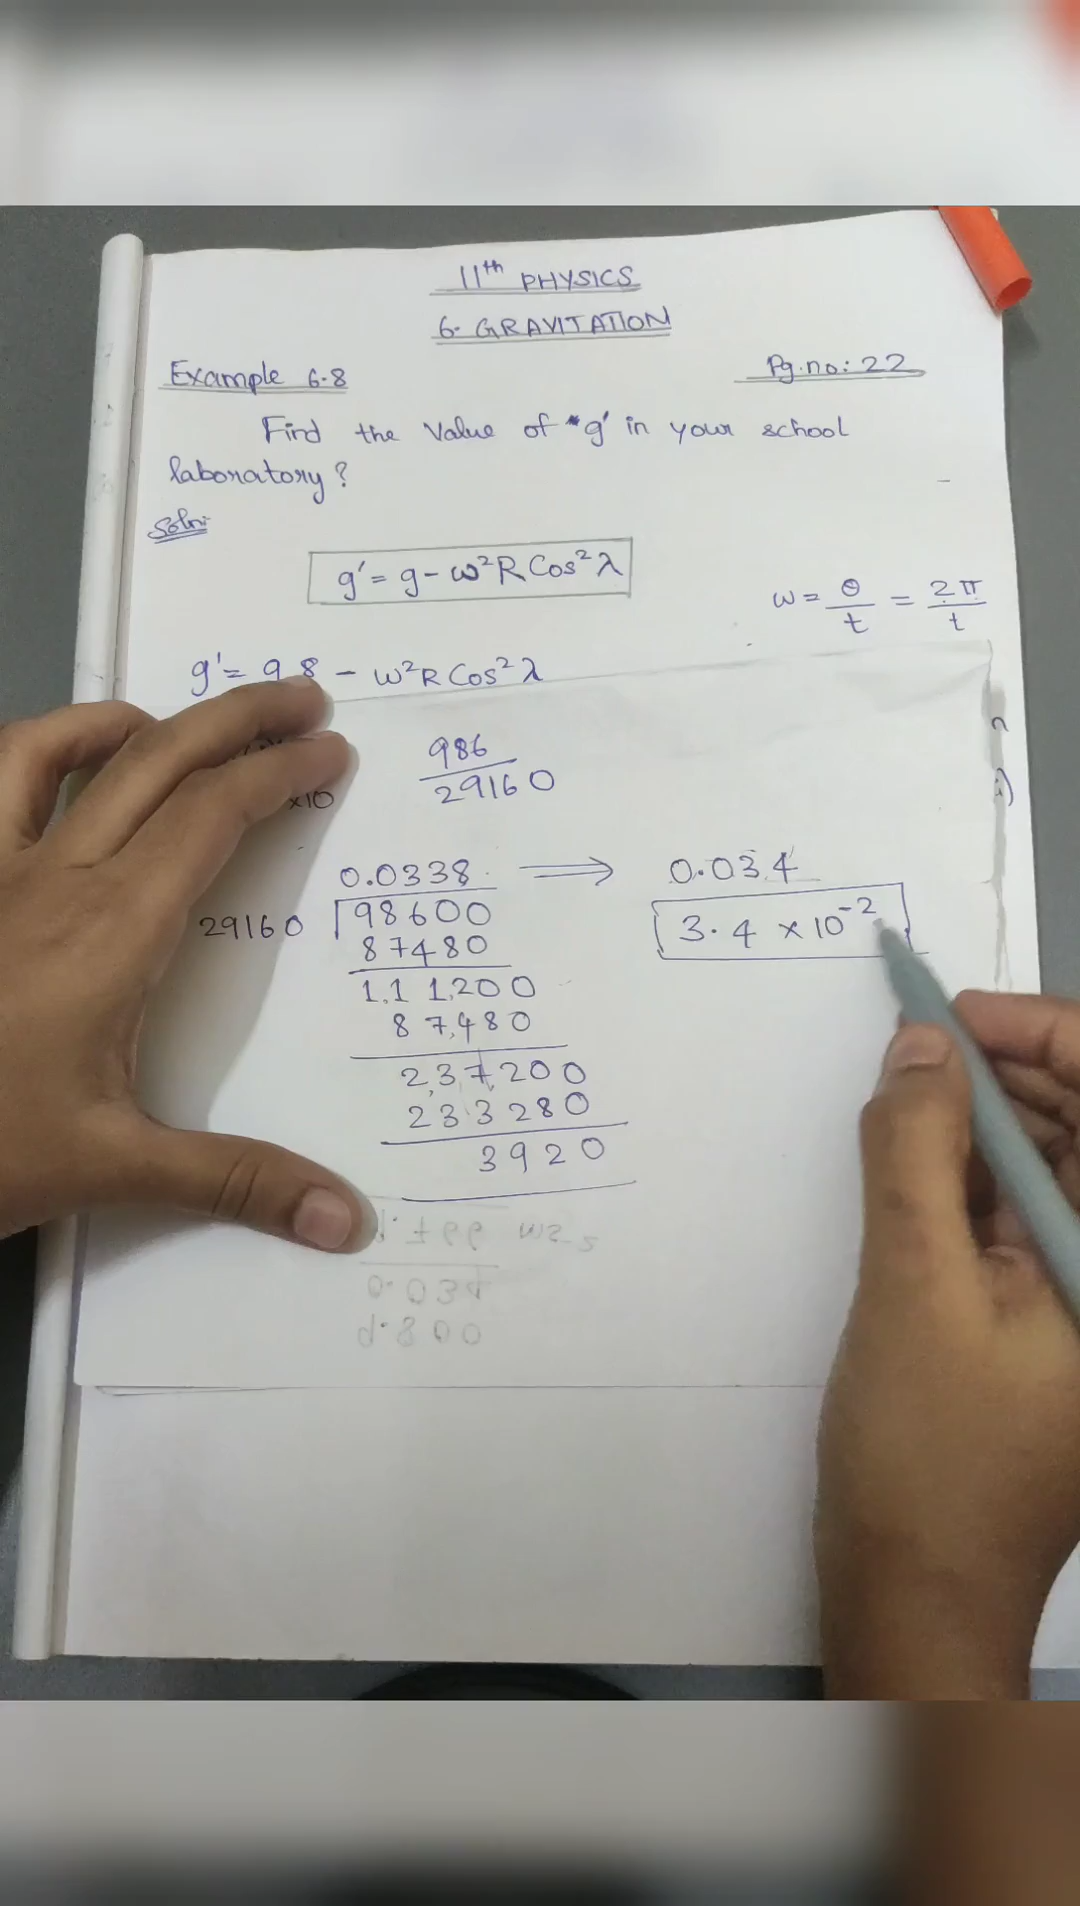 11th PHYSICS
6. GRAVITATION
Example 6.8
Pg.no: 22
Find the Value of 'g' in your school
laboratory?
Soln:
g' = g - ω²R Cos²λ
ω = θ/t = 2π/t
g' = 9.8 - ω²R Cos²λ
×10
986
29160
0.0338 ⟹ 0.034
29160 98600
3.4 × 10⁻²
87480
111200
87480
237200
233280
3920